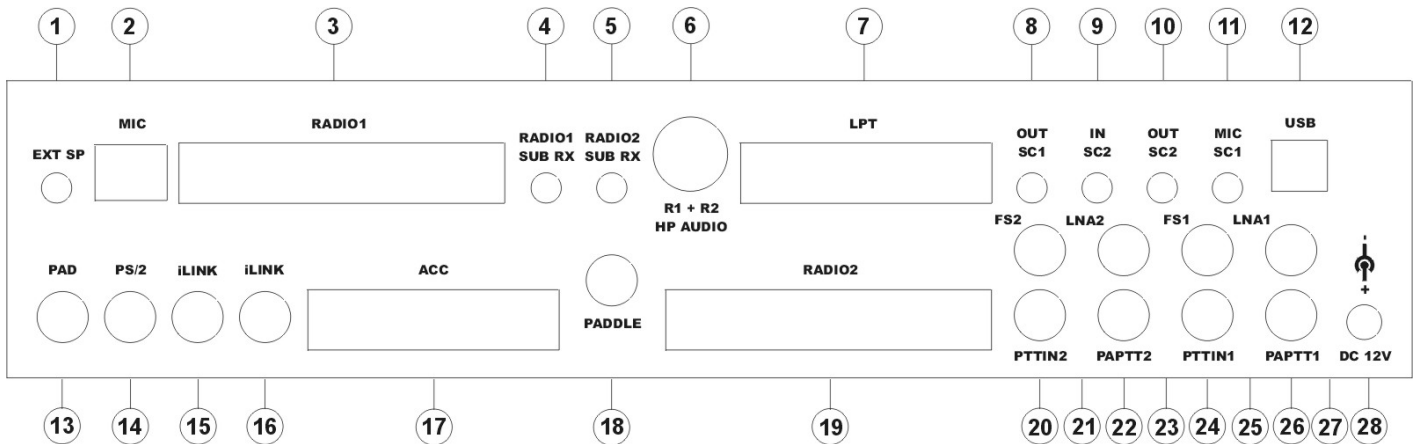 1 2 3 4 5 6 7 8 9 10 11 12
MIC RADIO1 LPT USB
EXT SP
RADIO1
SUB RX
RADIO2
SUB RX
OUT
SC1
IN
SC2
OUT
SC2
MIC
SC1
R1 + R2
HP AUDIO
FS2 LNA2 FS1 LNA1
PAD PS/2 iLINK iLINK ACC RADIO2
-
+
PADDLE
PTTIN2 PAPTT2 PTTIN1 PAPTT1 DC 12V
13 14 15 16 17 18 19 20 21 22 23 24 25 26 27 28